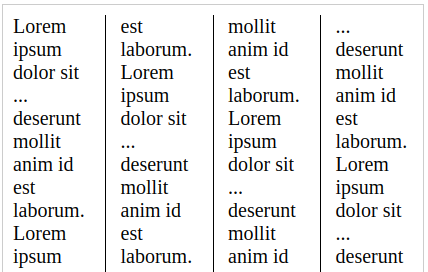 Lorem
ipsum
dolor sit
...
deserunt
mollit
anim id
est
laborum.
Lorem
ipsum
est
laborum.
Lorem
ipsum
dolor sit
...
deserunt
mollit
anim id
est
laborum.
mollit
anim id
est
laborum.
Lorem
ipsum
dolor sit
...
deserunt
mollit
anim id
...
deserunt
mollit
anim id
est
laborum.
Lorem
ipsum
dolor sit
...
deserunt